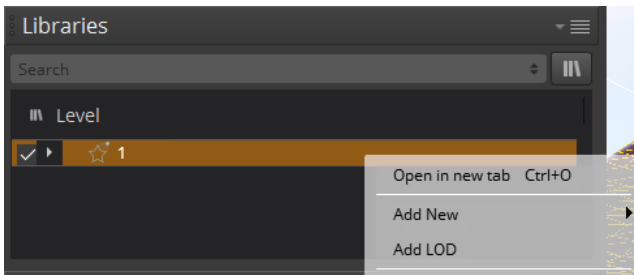 Libraries
Search
Level
1
Open in new tab Ctrl+O
Add New
Add LOD